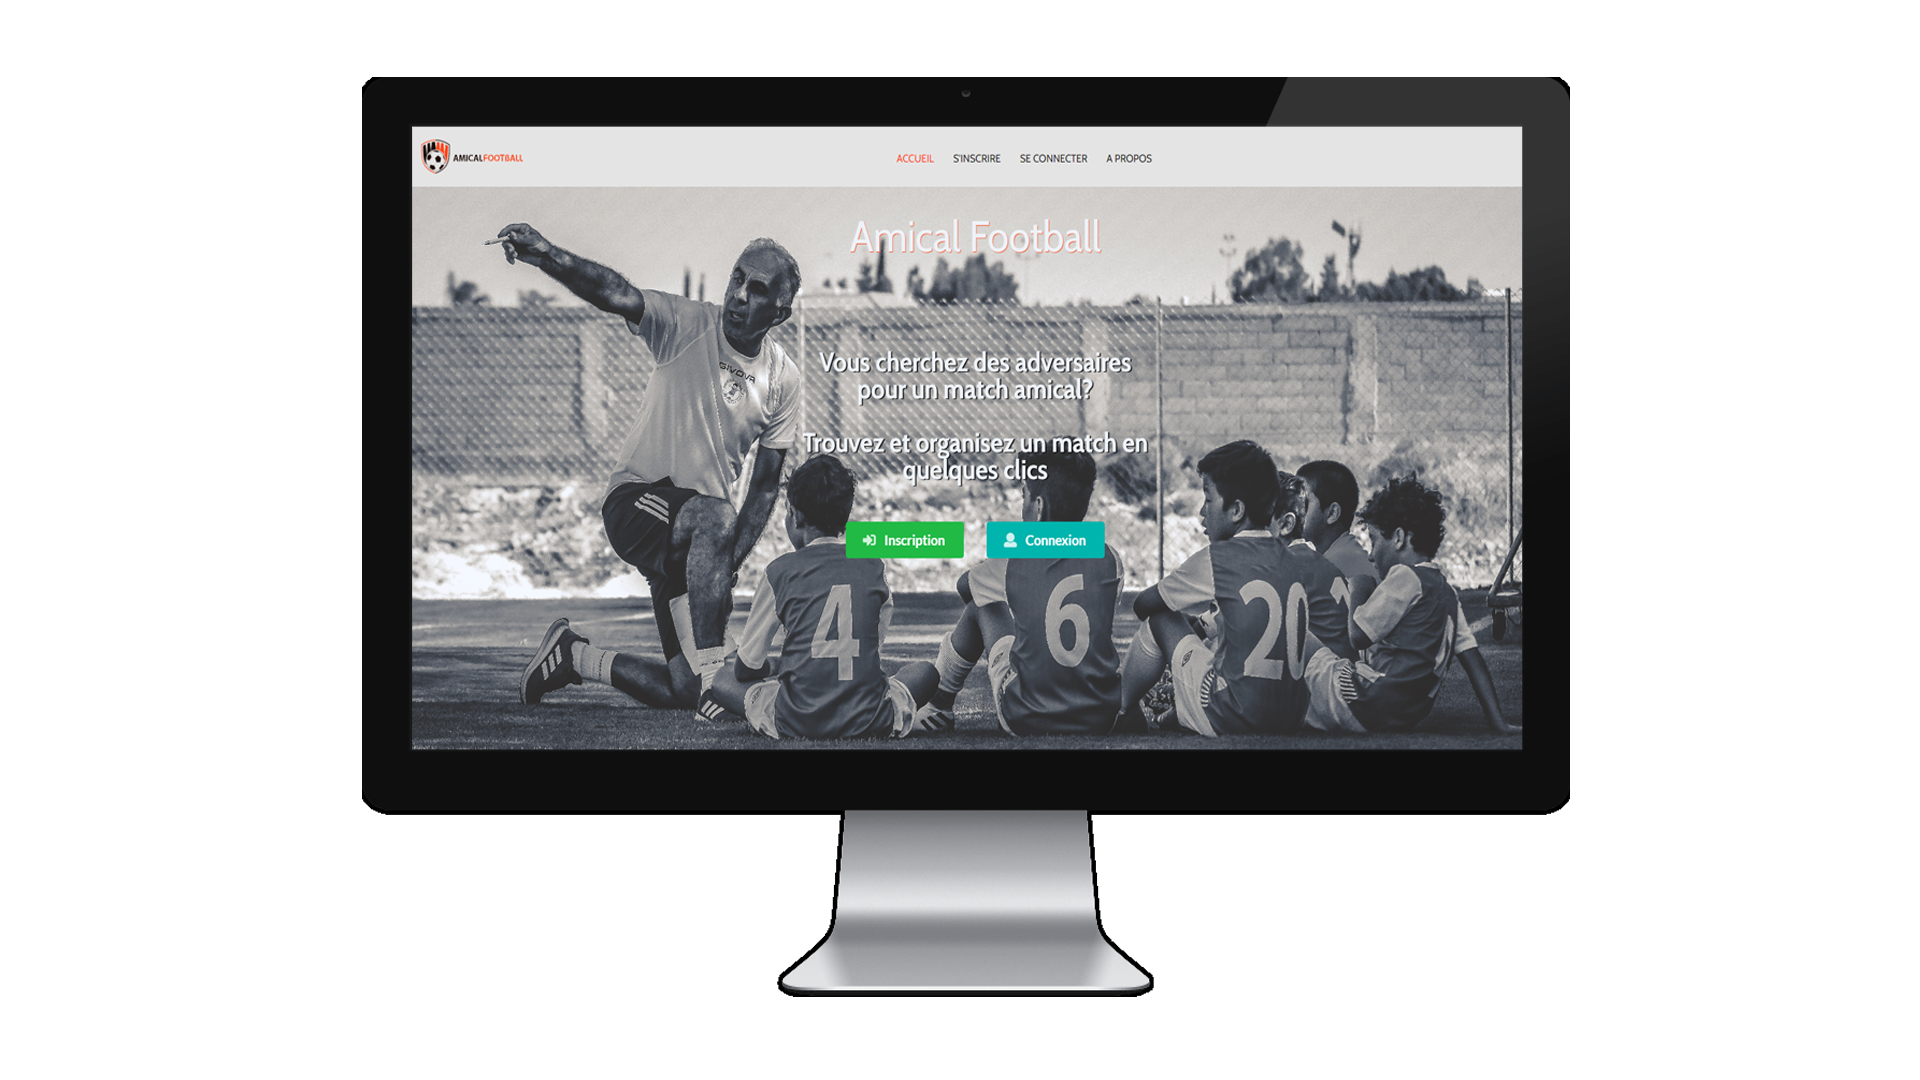 AMICALFOOTBALL
ACCUEIL S'INSCRIRE SE CONNECTER A PROPOS
Amical Football
Vous cherchez des adversaires
pour un match amical?
GIVOVA
Trouvez et organisez un match en
quelques clics
Inscription Connexion
4 6 20